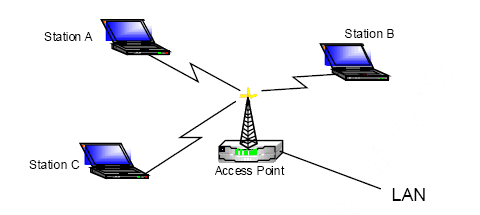 Station A
Station B
Station C
Access Point
LAN